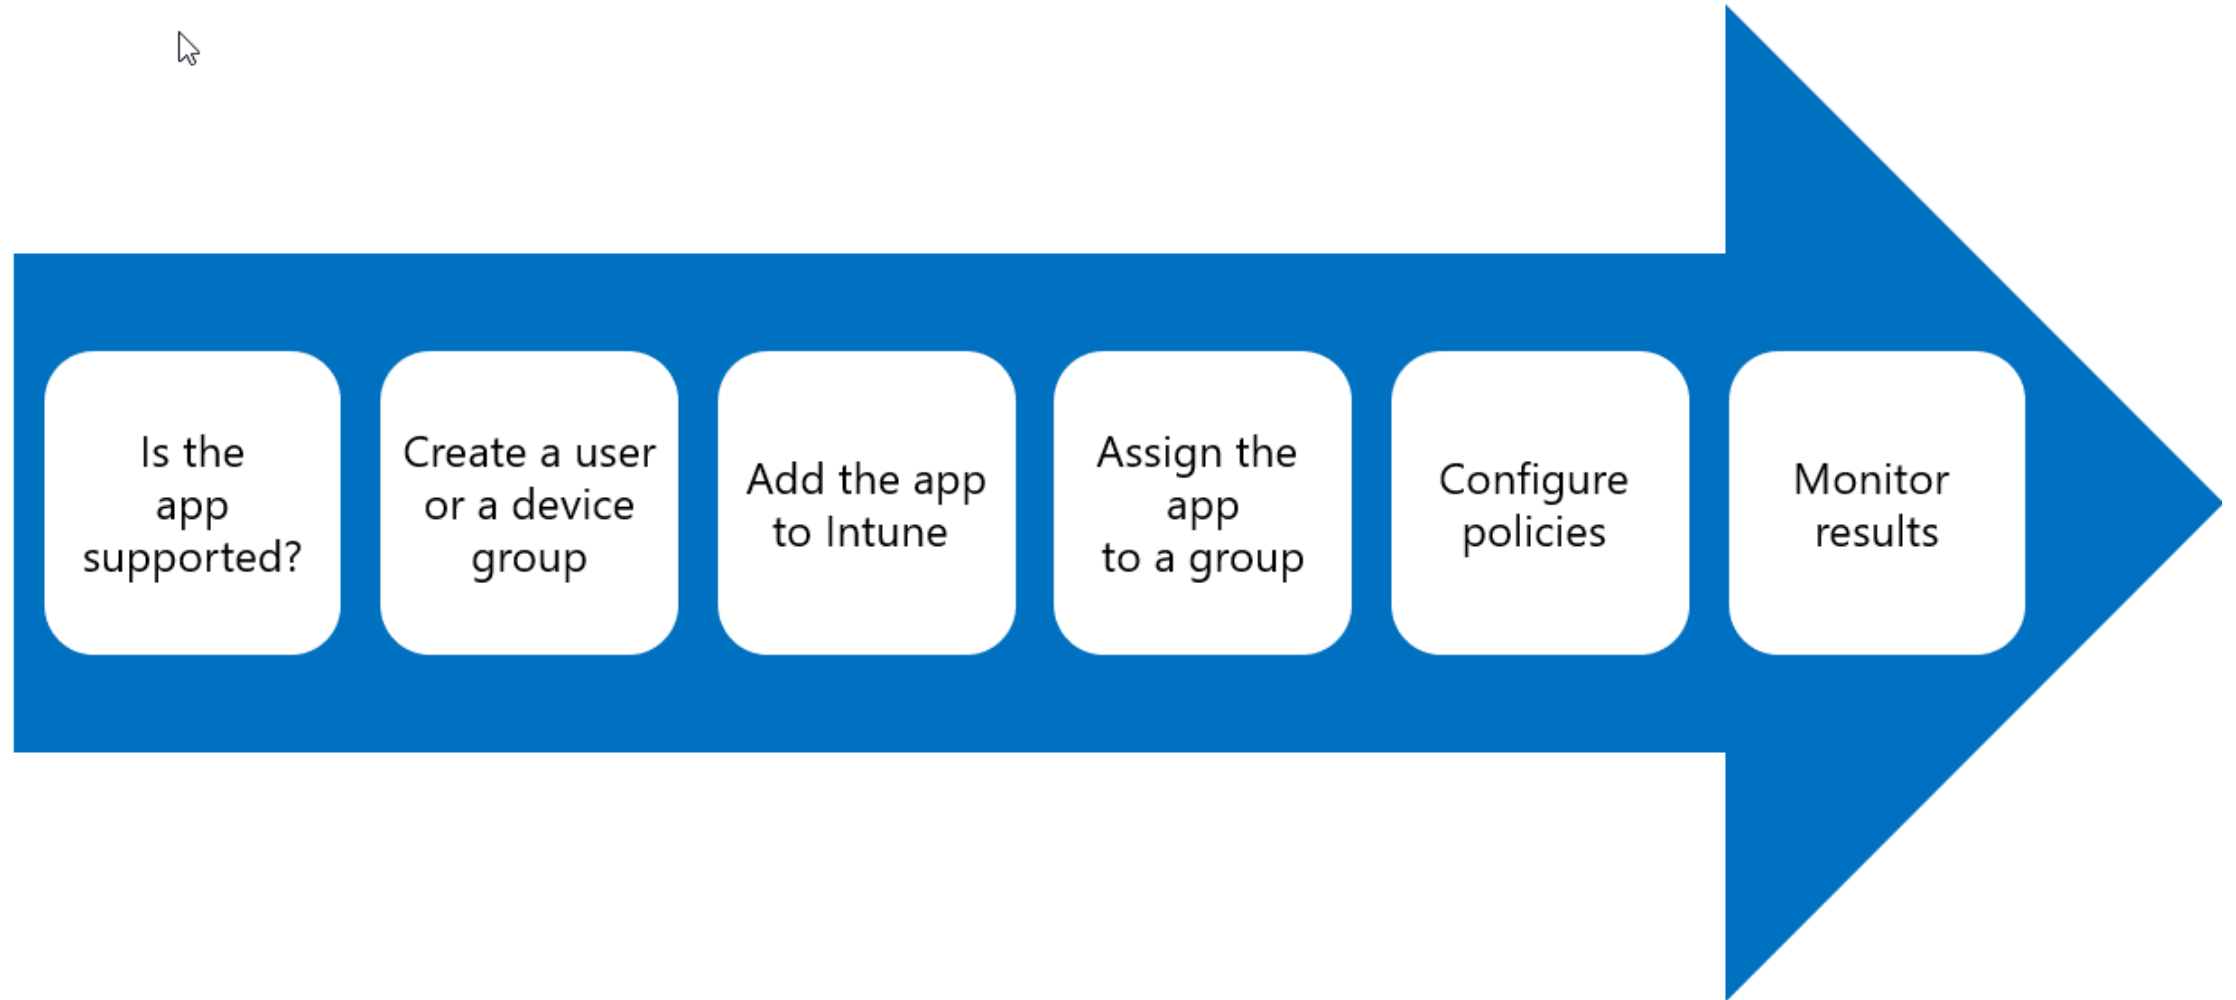 Is the
app
supported?
Create a user
or a device
group
Add the app
to Intune
Assign the
app
to a group
Configure
policies
Monitor
results